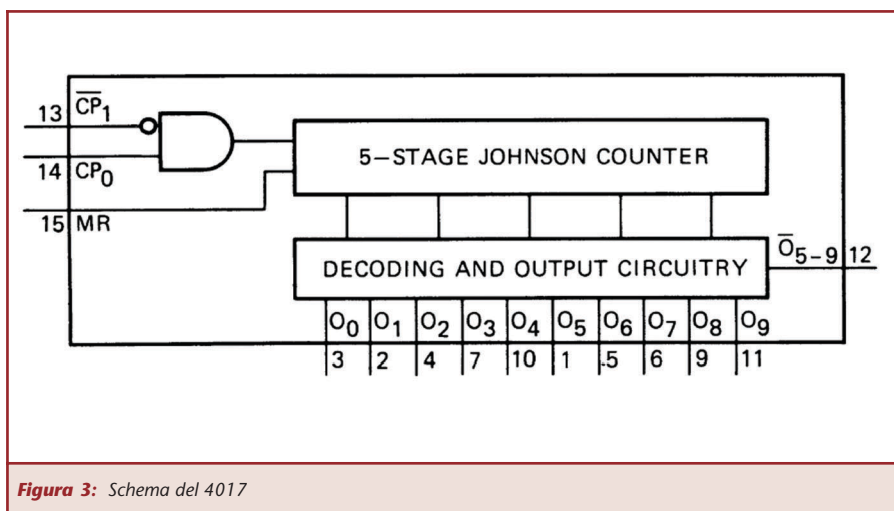 13 C̅P̅₁
14 CP₀
15 MR
5–STAGE JOHNSON COUNTER
DECODING AND OUTPUT CIRCUITRY
O̅₅₋₉ 12
O₀ O₁ O₂ O₃ O₄ O₅ O₆ O₇ O₈ O₉
3 2 4 7 10 1 5 6 9 11
Figura 3: Schema del 4017